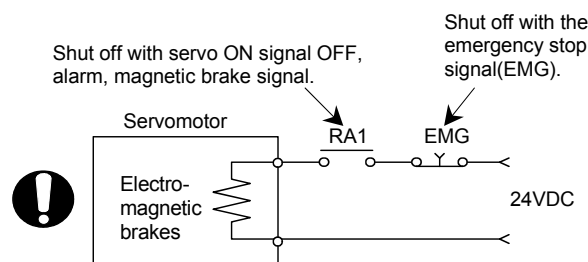 Shut off with servo ON signal OFF,
alarm, magnetic brake signal.
Shut off with the
emergency stop
signal(EMG).
Servomotor
RA1
EMG
Electro-
magnetic
brakes
24VDC